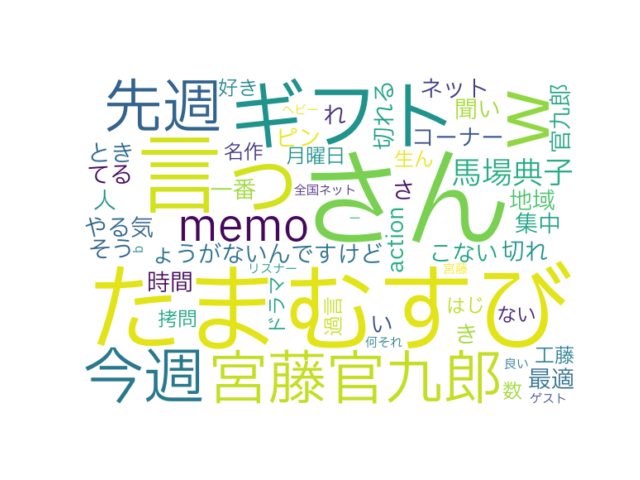 先週
好き
ギフト
ヘビー
ピン
れ
切れる
ネット
聞い
コーナー
W
官九郎
とき
てる
名作
一番
月曜日
全国ネット
生ん
さ
馬場典子
地域
集中
人
言っ
さん
やる気
そう
memo
ょうがないんですけど
action
こない
切れ
リスナー
宮藤
時間
たまむすび
拷問
ドラマ
過言
い
何それ
はじ
き
ない
今週
宮藤官九郎
良い
数
工藤
最適
ゲスト